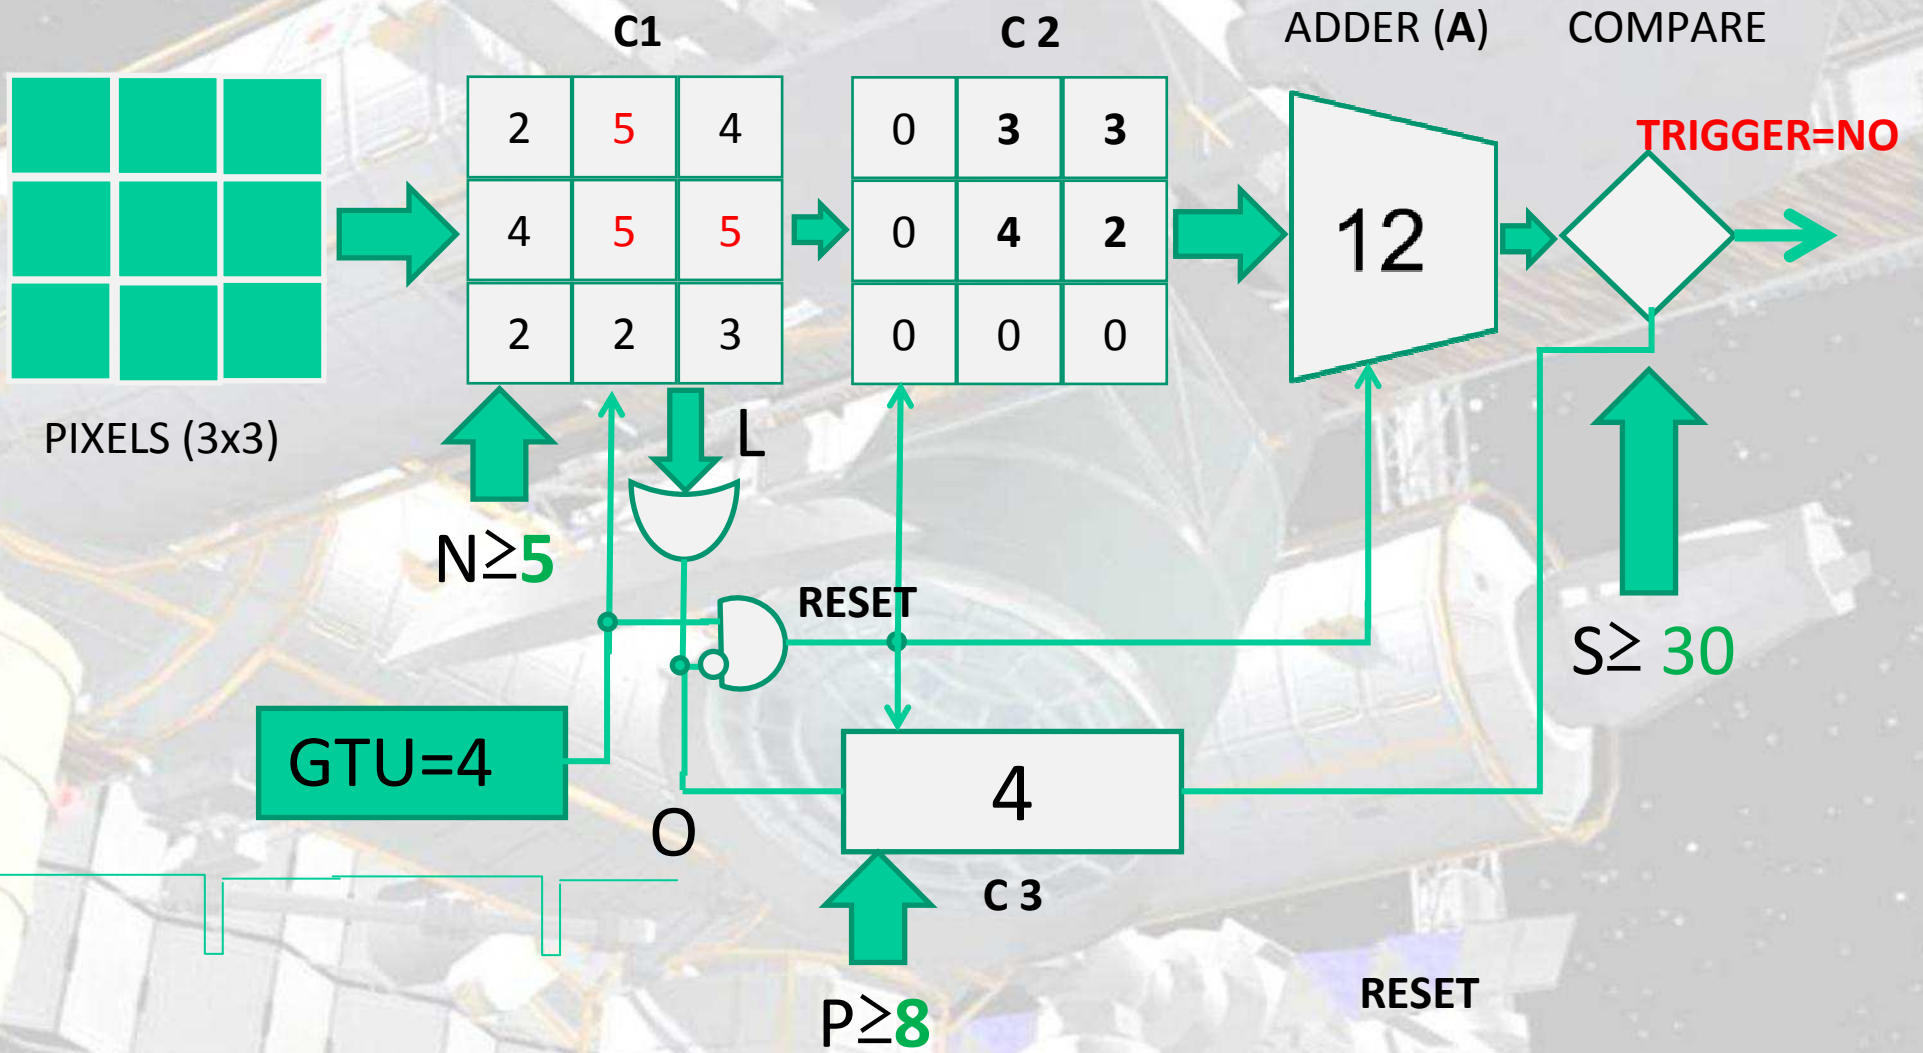 C1
C 2
ADDER (A)
COMPARE
2 5 4
4 5 5
2 2 3
0 3 3
0 4 2
0 0 0
12
TRIGGER=NO
PIXELS (3x3)
L
N≥5
RESET
S≥ 30
GTU=4
4
O
C 3
P≥8
RESET